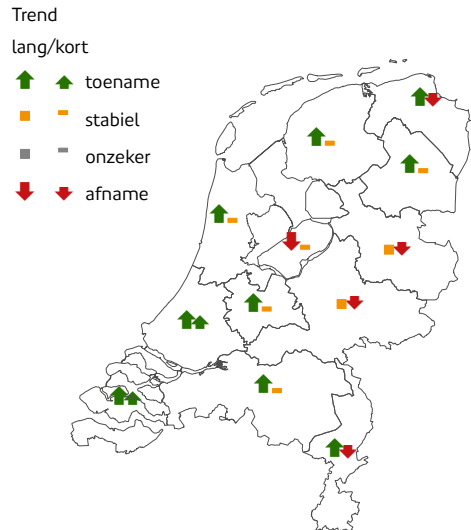 Trend
lang/kort
toename
stabiel
onzeker
afname